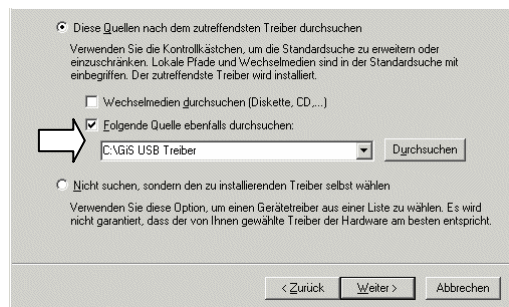 Diese Quellen nach dem zutreffendsten Treiber durchsuchen
Verwenden Sie die Kontrollkästchen, um die Standardsuche zu erweitern oder
einzuschränken. Lokale Pfade und Wechselmedien sind in der Standardsuche mit
einbegriffen. Der zutreffendste Treiber wird installiert.
Wechselmedien durchsuchen (Diskette, CD,...)
Folgende Quelle ebenfalls durchsuchen:
C:\GiS USB Treiber
Durchsuchen
Nicht suchen, sondern den zu installierenden Treiber selbst wählen
Verwenden Sie diese Option, um einen Gerätetreiber aus einer Liste zu wählen. Es wird
nicht garantiert, dass der von Ihnen gewählte Treiber der Hardware am besten entspricht.
< Zurück Weiter > Abbrechen